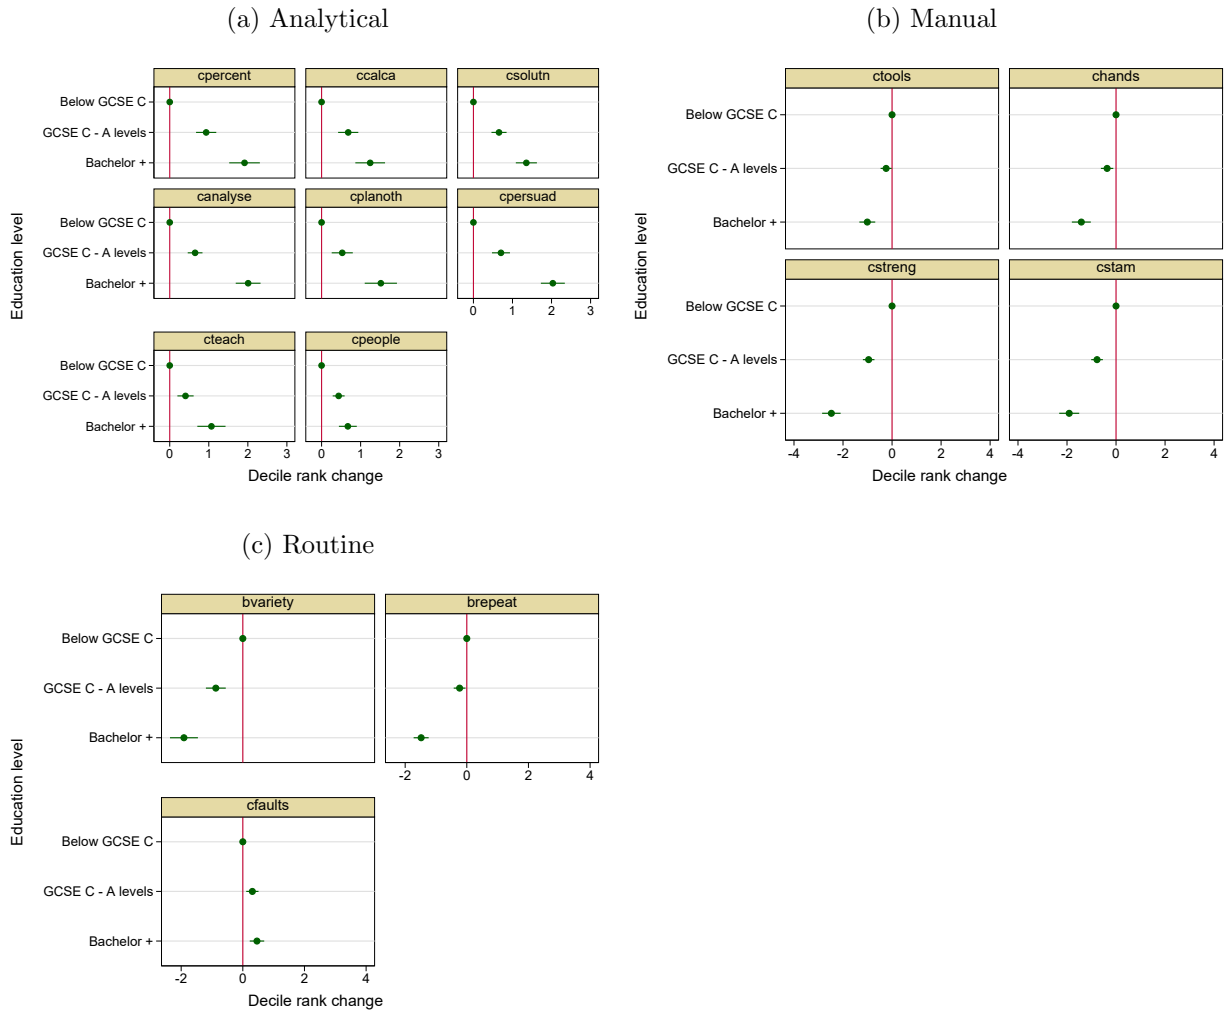 (a) Analytical
cpercent ccalca csolutn
Below GCSE C
GCSE C - A levels
Bachelor +
canalyse cplanoth cpersuad
Below GCSE C
GCSE C - A levels
Bachelor +
0 1 2 3
cteach cpeople
Below GCSE C
GCSE C - A levels
Bachelor +
0 1 2 3 0 1 2 3
Education level
Decile rank change
(b) Manual
ctools chands
Below GCSE C
GCSE C - A levels
Bachelor +
cstreng cstam
Below GCSE C
GCSE C - A levels
Bachelor +
-4 -2 0 2 4 -4 -2 0 2 4
Education level
Decile rank change
(c) Routine
bvariety brepeat
Below GCSE C
GCSE C - A levels
Bachelor +
-2 0 2 4
cfaults
Below GCSE C
GCSE C - A levels
Bachelor +
-2 0 2 4
Education level
Decile rank change